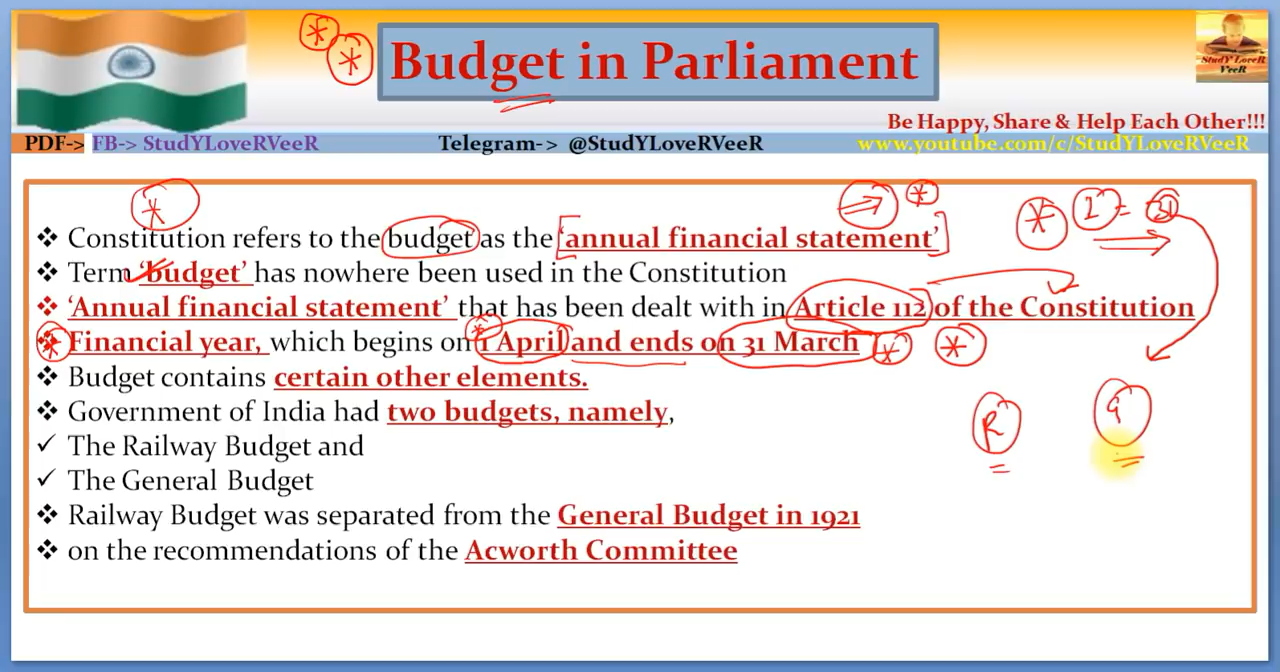 Budget in Parliament
StudY LoveR
VeeR
Be Happy, Share & Help Each Other!!!
PDF-> FB-> StudYLoveRVeeR Telegram-> @StudYLoveRVeeR www.youtube.com/c/StudYLoveRVeeR
❖ Constitution refers to the budget as the 'annual financial statement'
❖ Term 'budget' has nowhere been used in the Constitution
❖ 'Annual financial statement' that has been dealt with in Article 112 of the Constitution
❖ Financial year, which begins on 1 April and ends on 31 March
❖ Budget contains certain other elements.
❖ Government of India had two budgets, namely,
✓ The Railway Budget and
✓ The General Budget
❖ Railway Budget was separated from the General Budget in 1921
❖ on the recommendations of the Acworth Committee
31
R